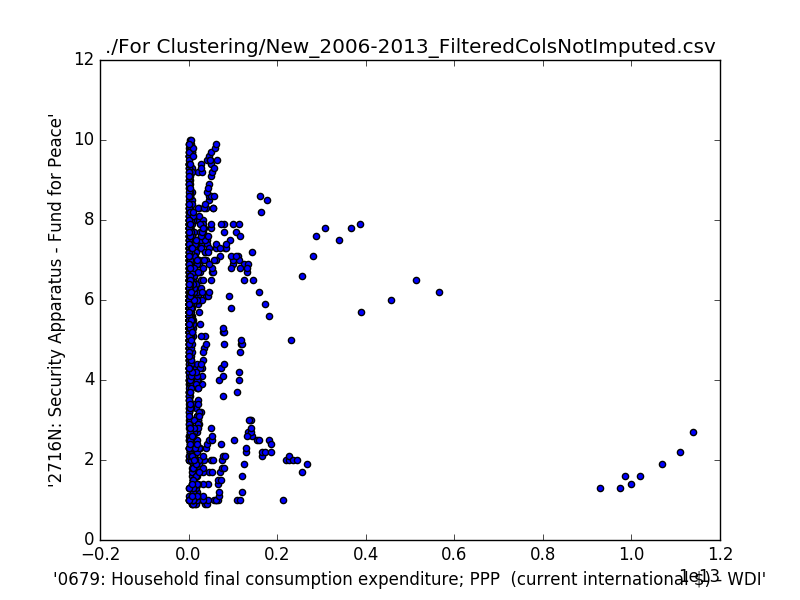 ./For Clustering/New_2006-2013_FilteredColsNotImputed.csv
12
10
8
6
4
2
0
'2716N: Security Apparatus - Fund for Peace'
−0.2 0.0 0.2 0.4 0.6 0.8 1.0 1.2
1e13
'0679: Household final consumption expenditure; PPP (current international $) - WDI'